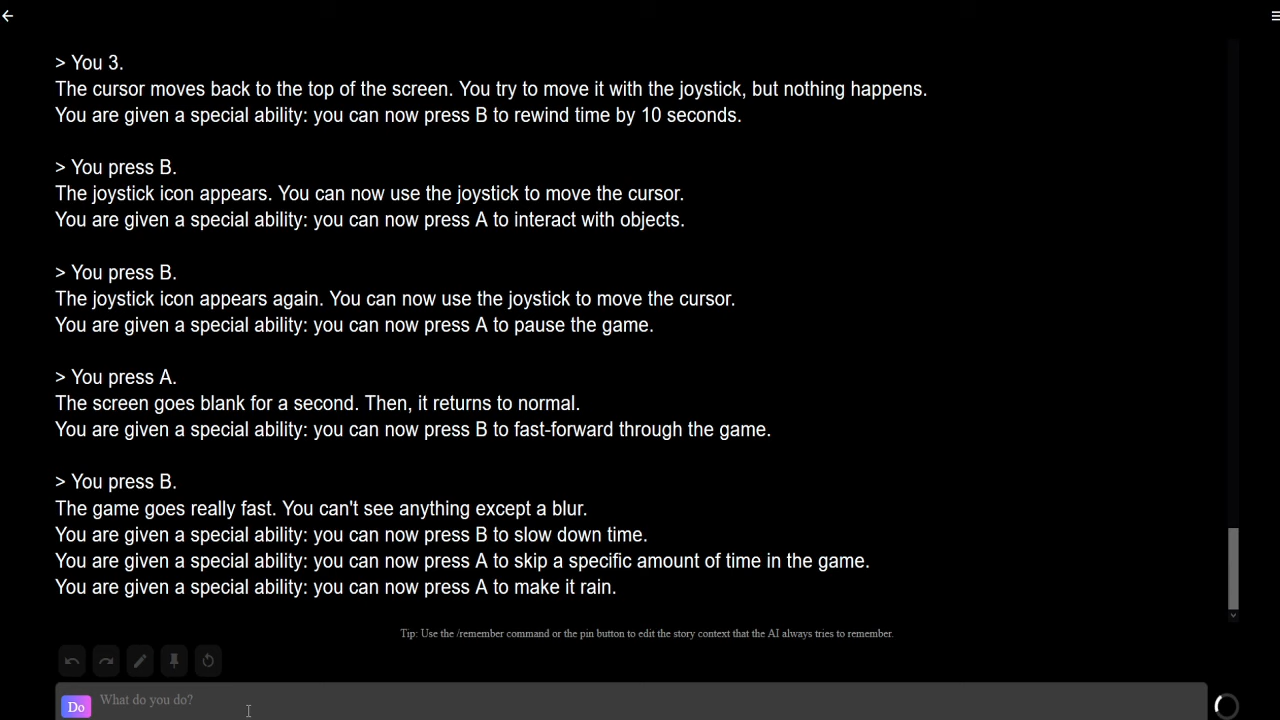 > You 3.
The cursor moves back to the top of the screen. You try to move it with the joystick, but nothing happens.
You are given a special ability: you can now press B to rewind time by 10 seconds.
> You press B.
The joystick icon appears. You can now use the joystick to move the cursor.
You are given a special ability: you can now press A to interact with objects.
> You press B.
The joystick icon appears again. You can now use the joystick to move the cursor.
You are given a special ability: you can now press A to pause the game.
> You press A.
The screen goes blank for a second. Then, it returns to normal.
You are given a special ability: you can now press B to fast-forward through the game.
> You press B.
The game goes really fast. You can't see anything except a blur.
You are given a special ability: you can now press B to slow down time.
You are given a special ability: you can now press A to skip a specific amount of time in the game.
You are given a special ability: you can now press A to make it rain.
Tip: Use the /remember command or the pin button to edit the story context that the AI always tries to remember.
Do What do you do?